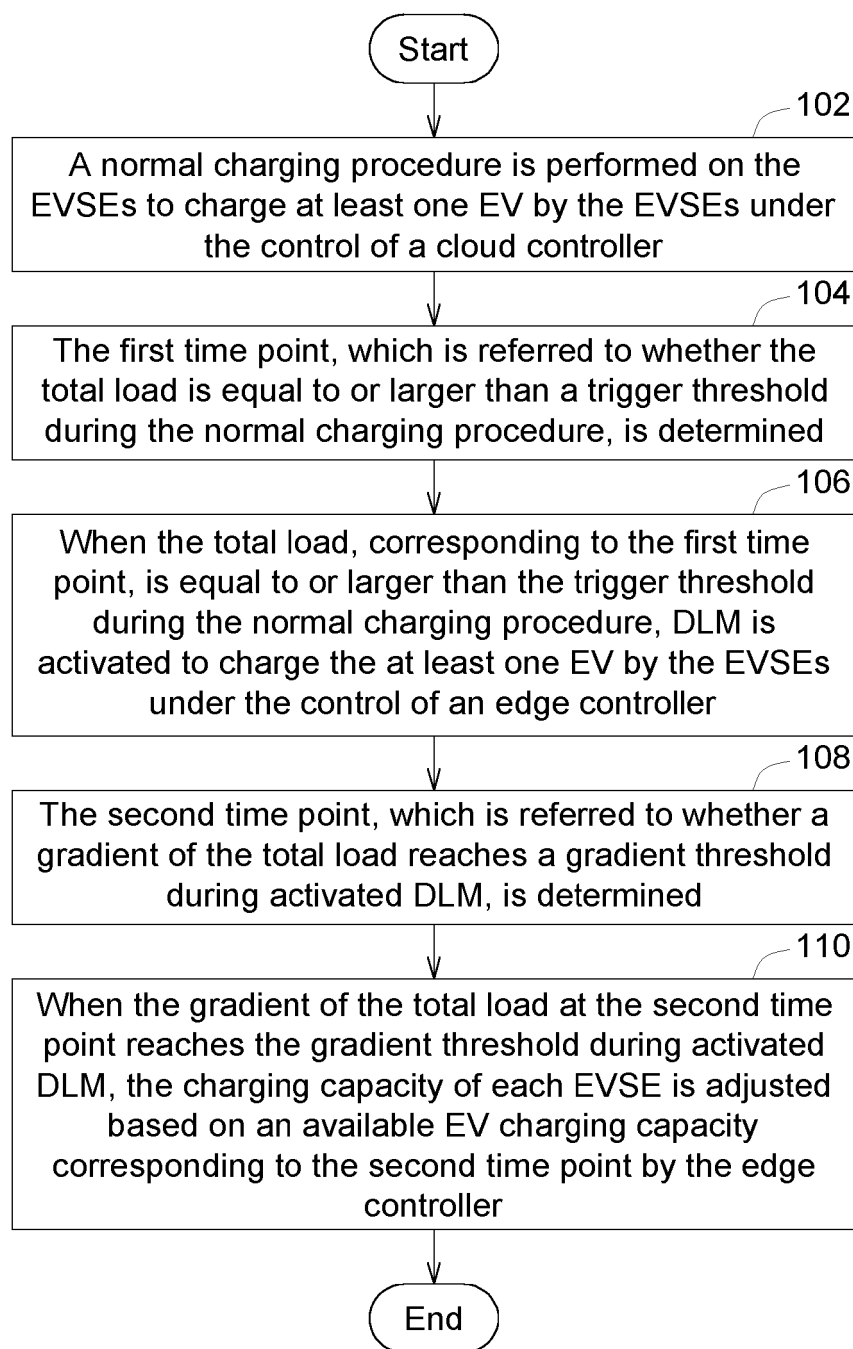 Start
102
A normal charging procedure is performed on the
EVSEs to charge at least one EV by the EVSEs under
the control of a cloud controller
104
The first time point, which is referred to whether the
total load is equal to or larger than a trigger threshold
during the normal charging procedure, is determined
106
When the total load, corresponding to the first time
point, is equal to or larger than the trigger threshold
during the normal charging procedure, DLM is
activated to charge the at least one EV by the EVSEs
under the control of an edge controller
108
The second time point, which is referred to whether a
gradient of the total load reaches a gradient threshold
during activated DLM, is determined
110
When the gradient of the total load at the second time
point reaches the gradient threshold during activated
DLM, the charging capacity of each EVSE is adjusted
based on an available EV charging capacity
corresponding to the second time point by the edge
controller
End